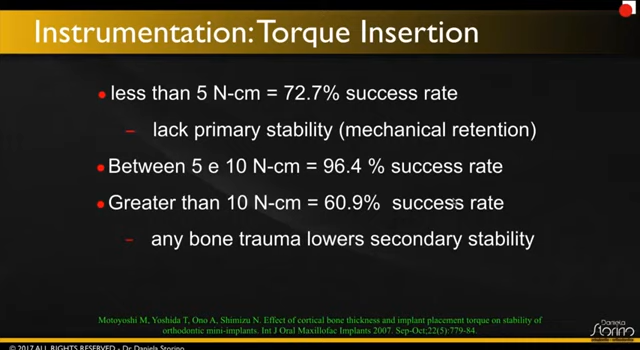 Instrumentation: Torque Insertion
less than 5 N-cm = 72.7% success rate
– lack primary stability (mechanical retention)
Between 5 e 10 N-cm = 96.4 % success rate
Greater than 10 N-cm = 60.9% success rate
- any bone trauma lowers secondary stability
Motoyoshi M, Yoshida T, Ono A, Shimizu N. Effect of cortical bone thickness and implant placement torque on stability of
orthodontic mini-implants. Int J Oral Maxillofac Implants 2007. Sep-Oct;22(5):779-84.
Daniela
Storino
© 2017 ALL RIGHTS RESERVED - Dr. Daniela Storino